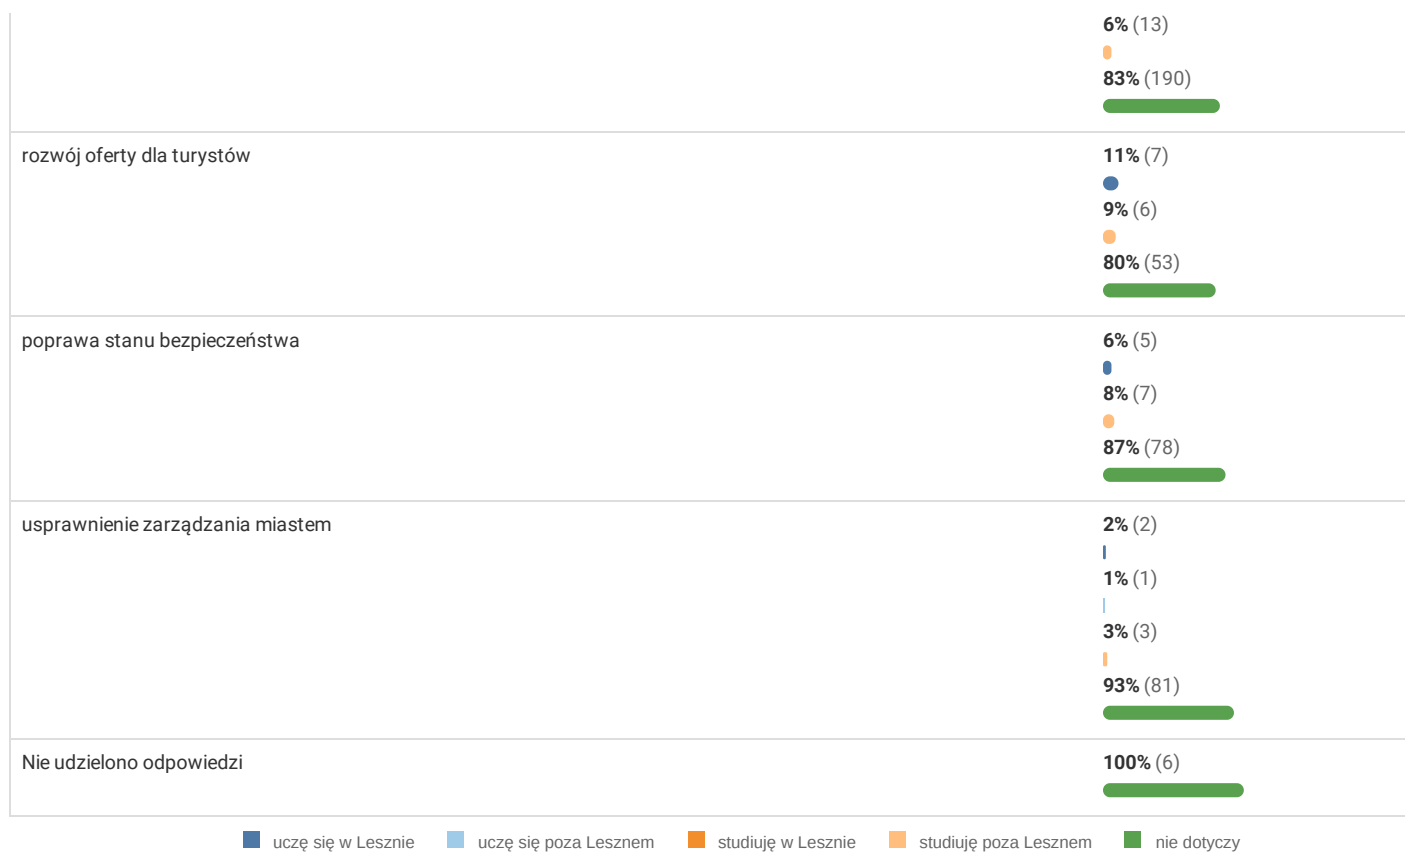 6% (13)
83% (190)
rozwój oferty dla turystów
11% (7)
9% (6)
80% (53)
poprawa stanu bezpieczeństwa
6% (5)
8% (7)
87% (78)
usprawnienie zarządzania miastem
2% (2)
1% (1)
3% (3)
93% (81)
Nie udzielono odpowiedzi
100% (6)
uczę się w Lesznie uczę się poza Lesznem studiuję w Lesznie studiuję poza Lesznem nie dotyczy